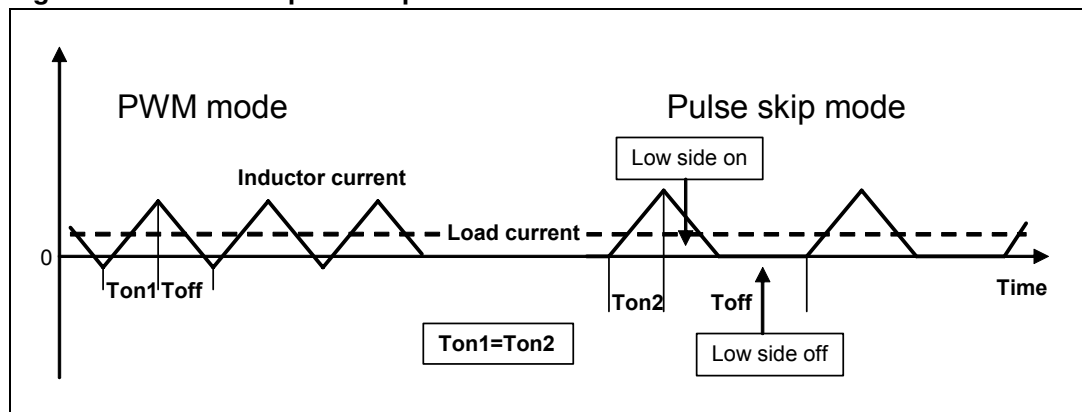 PWM mode
Pulse skip mode
Low side on
Inductor current
Load current
0
Ton1 Toff
Ton2
Toff
Time
Ton1=Ton2
Low side off